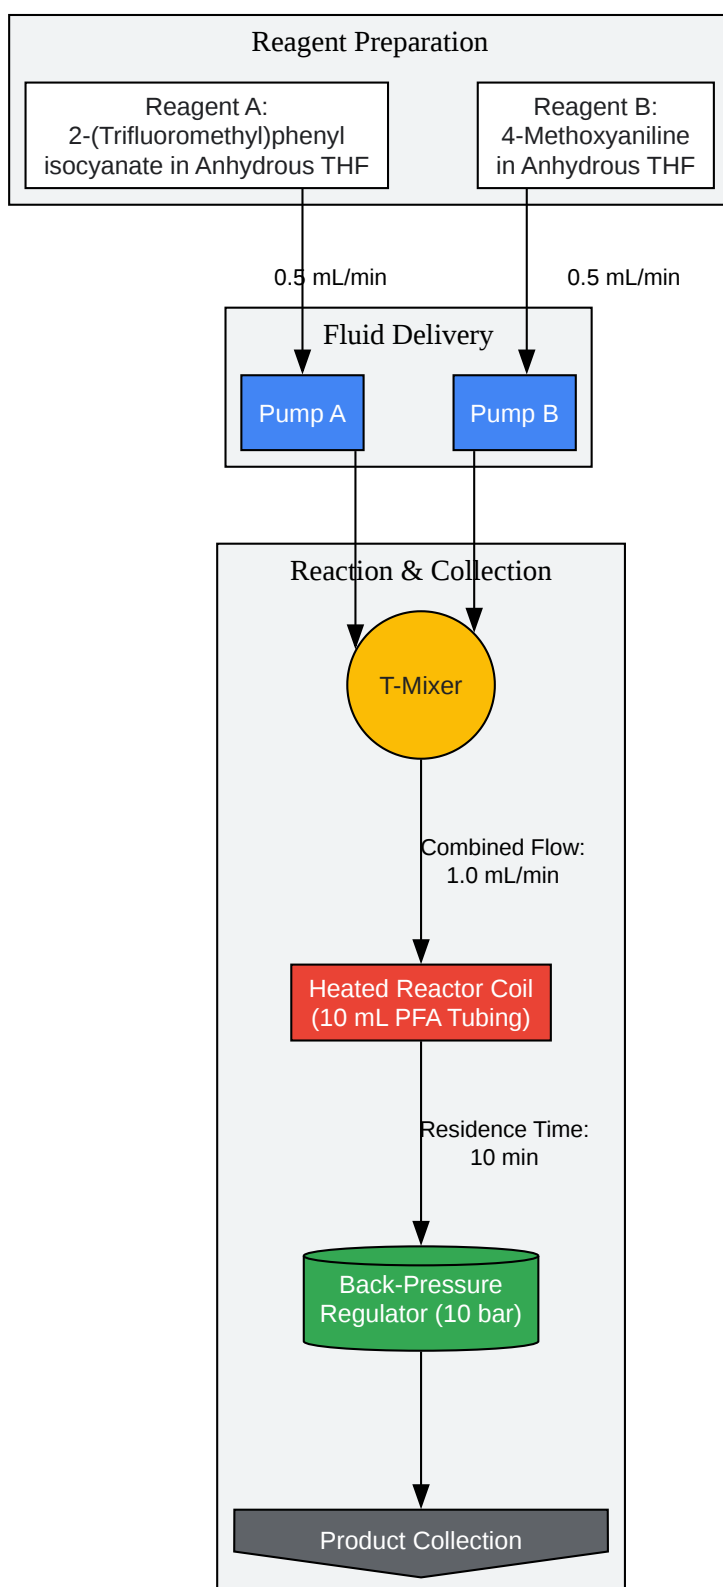 Reagent Preparation
Reagent A:
2-(Trifluoromethyl)phenyl
isocyanate in Anhydrous THF
Reagent B:
4-Methoxyaniline
in Anhydrous THF
0.5 mL/min
0.5 mL/min
Fluid Delivery
Pump A
Pump B
Reaction & Collection
T-Mixer
Combined Flow:
1.0 mL/min
Heated Reactor Coil
(10 mL PFA Tubing)
Residence Time:
10 min
Back-Pressure
Regulator (10 bar)
Product Collection